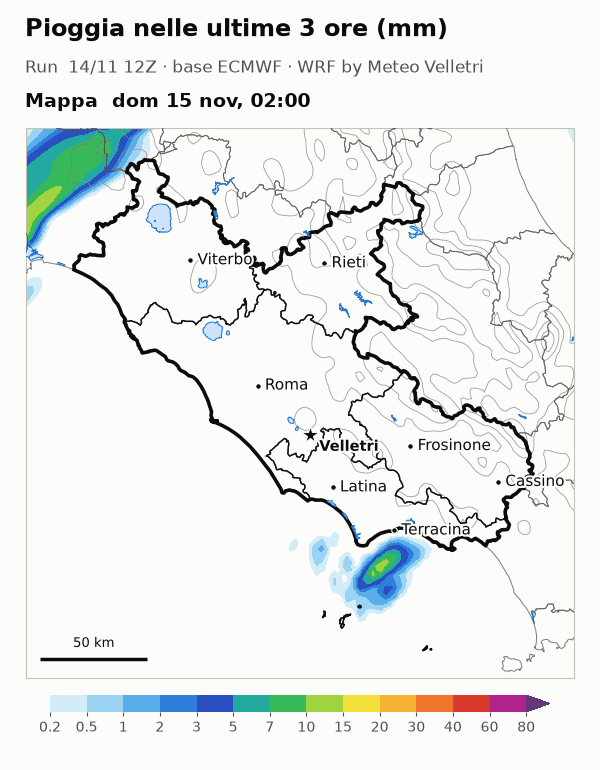 Pioggia nelle ultime 3 ore (mm)
Run  14/11 12Z · base ECMWF · WRF by Meteo Velletri
Mappa  dom 15 nov, 02:00
Viterbo
Rieti
Roma
Velletri
Frosinone
Cassino
Latina
Terracina
50 km
0.2 0.5 1 2 3 5 7 10 15 20 30 40 60 80